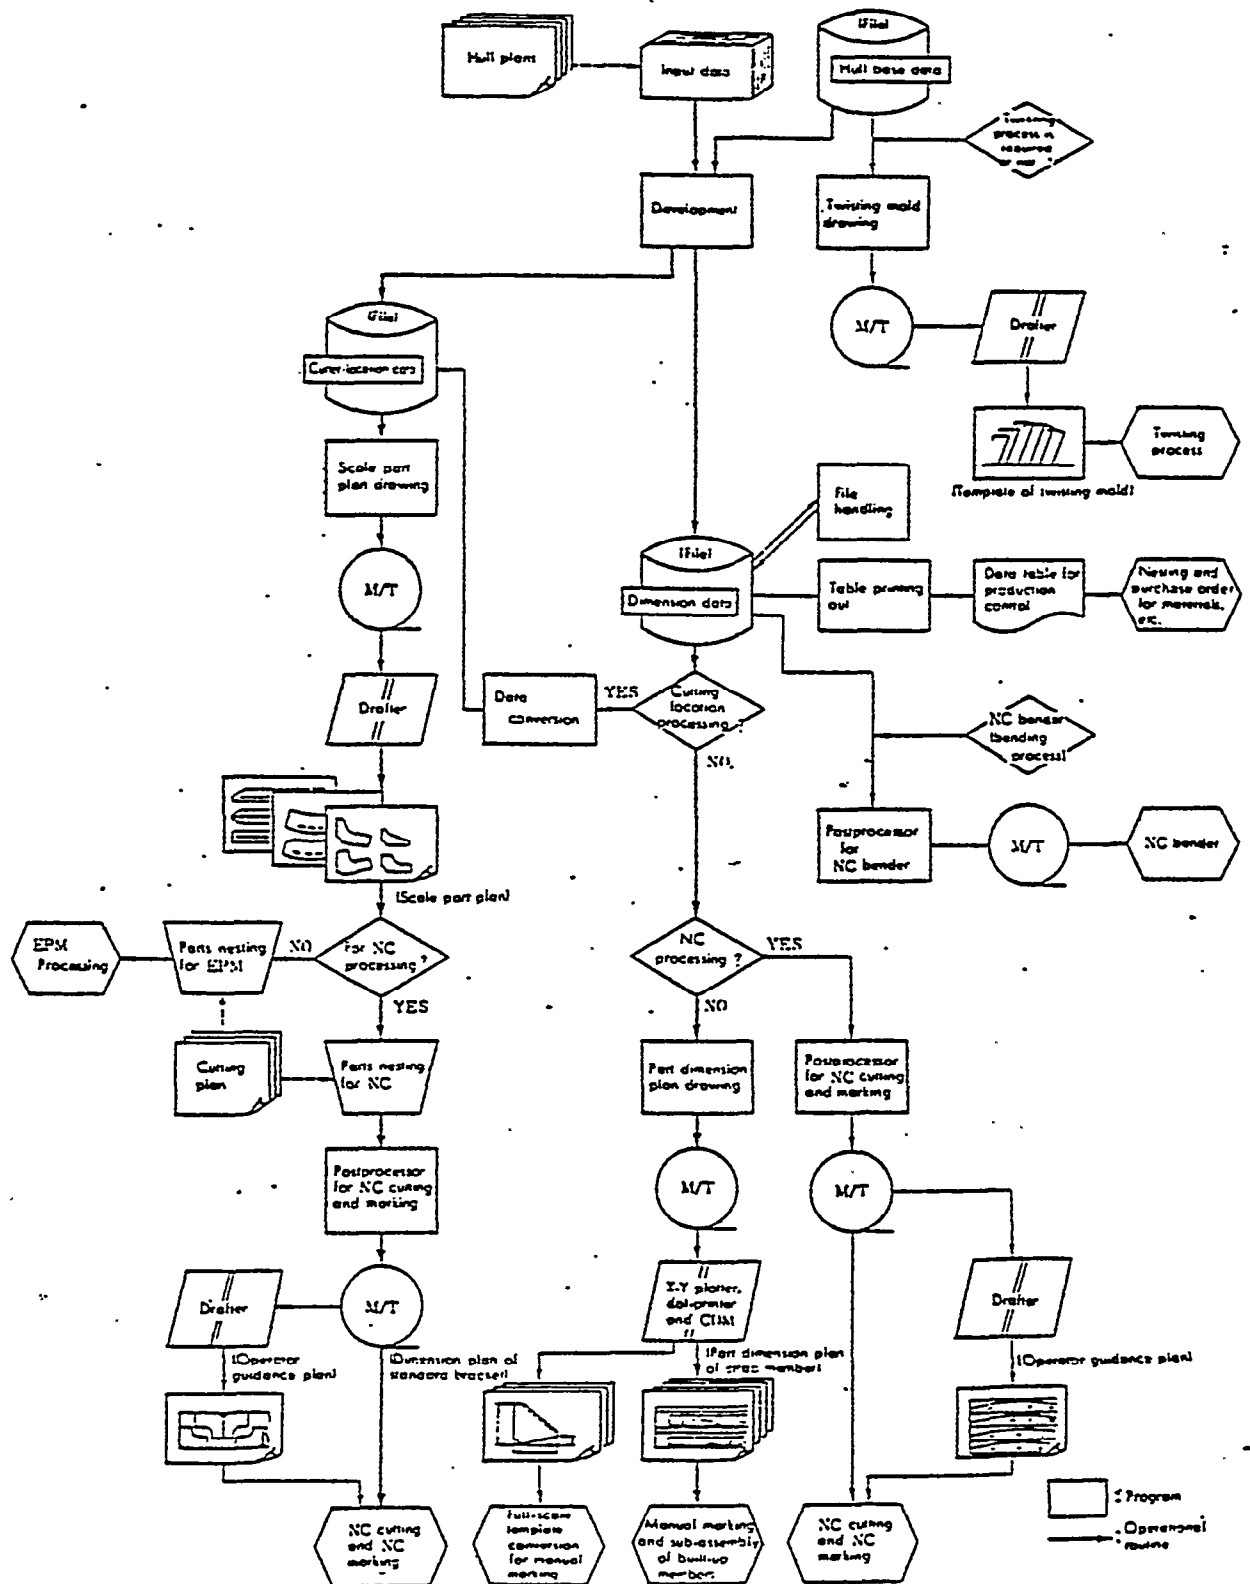 (File)
Hull plans
Input data
Hull base data
Twisting
process is
required
or not ?
Development
Twisting mold
drawing
(File)
M/T
Drafter
Cutter-location data
Scale part
plan drawing
Twisting
process
(Template of twisting mold)
File
handling
(File)
M/T
Dimension data
Table printing
out
Data table for
production
control
Nesting and
purchase order
for materials,
etc.
Drafter
Data
conversion
YES
Cutting
location
processing ?
NO
NC bender
(bending
process)
Postprocessor
for
NC bender
M/T
NC bender
(Scale part plan)
EPM
Processing
Parts nesting
for EPM
NO
For NC
processing ?
YES
NC
processing ?
YES
NO
Cutting
plan
Parts nesting
for NC
Part dimension
plan drawing
Postprocessor
for NC cutting
and marking
Postprocessor
for NC cutting
and marking
M/T
M/T
Drafter
M/T
X-Y plotter,
dot-printer
and
Drafter
(Operator
guidance plan)
(Dimension plan of
standard bracket)
(Part dimension plan
of member)
(Operator guidance plan)
NC cutting
and NC
marking
Full-scale
template
conversion
for manual
marking
Manual marking
and sub-assembly
of built-up
members
NC cutting
and NC
marking
: Program
: Operational
routine